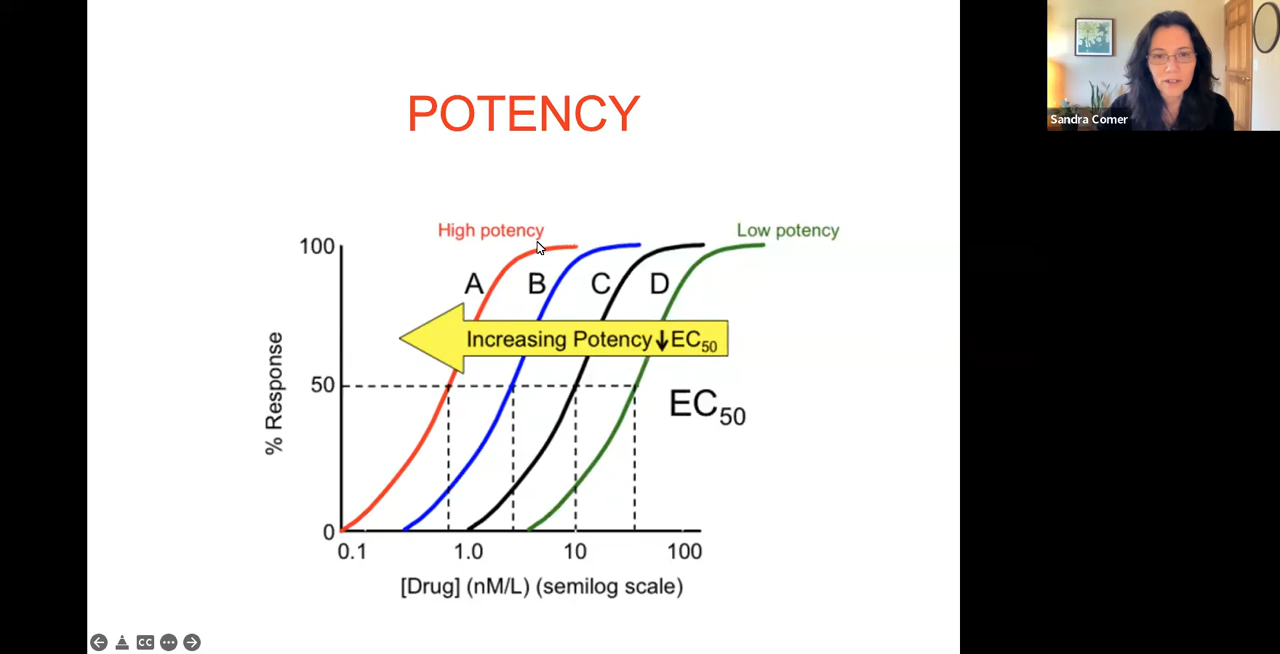 POTENCY
Sandra Comer
High potency
Low potency
100
A
B
C
D
Increasing Potency↓EC50
50
EC50
% Response
0
0.1
1.0
10
100
[Drug] (nM/L) (semilog scale)
CC